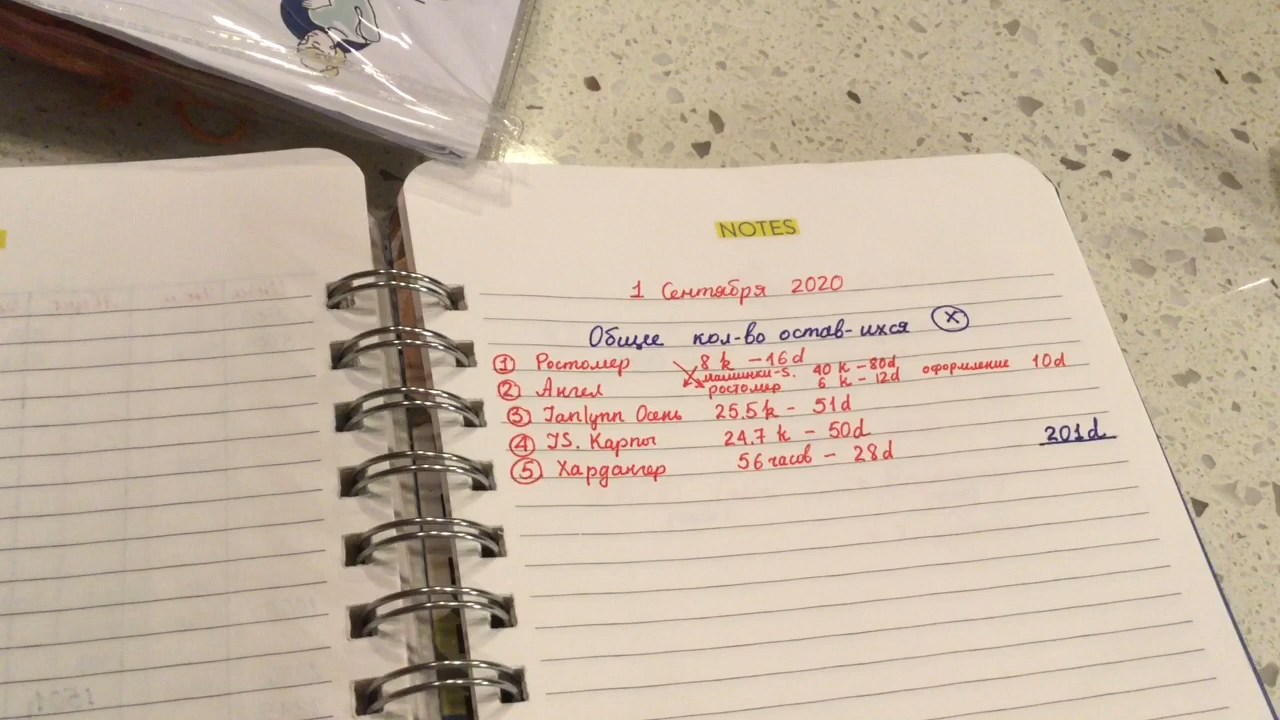 NOTES
1 Сентября 2020
Общее кол-во остав-ихся X
1 Ростомер 8 k - 16 d
2 Ангел машинки-S. 40 k - 80d оформление 10d
ростомер 6 k - 12d
3 Jan Осень 25.5 k - 51d
4 JS. Карпы 24.7 k - 50d 201d
5 Хардангер 56 часов - 28d